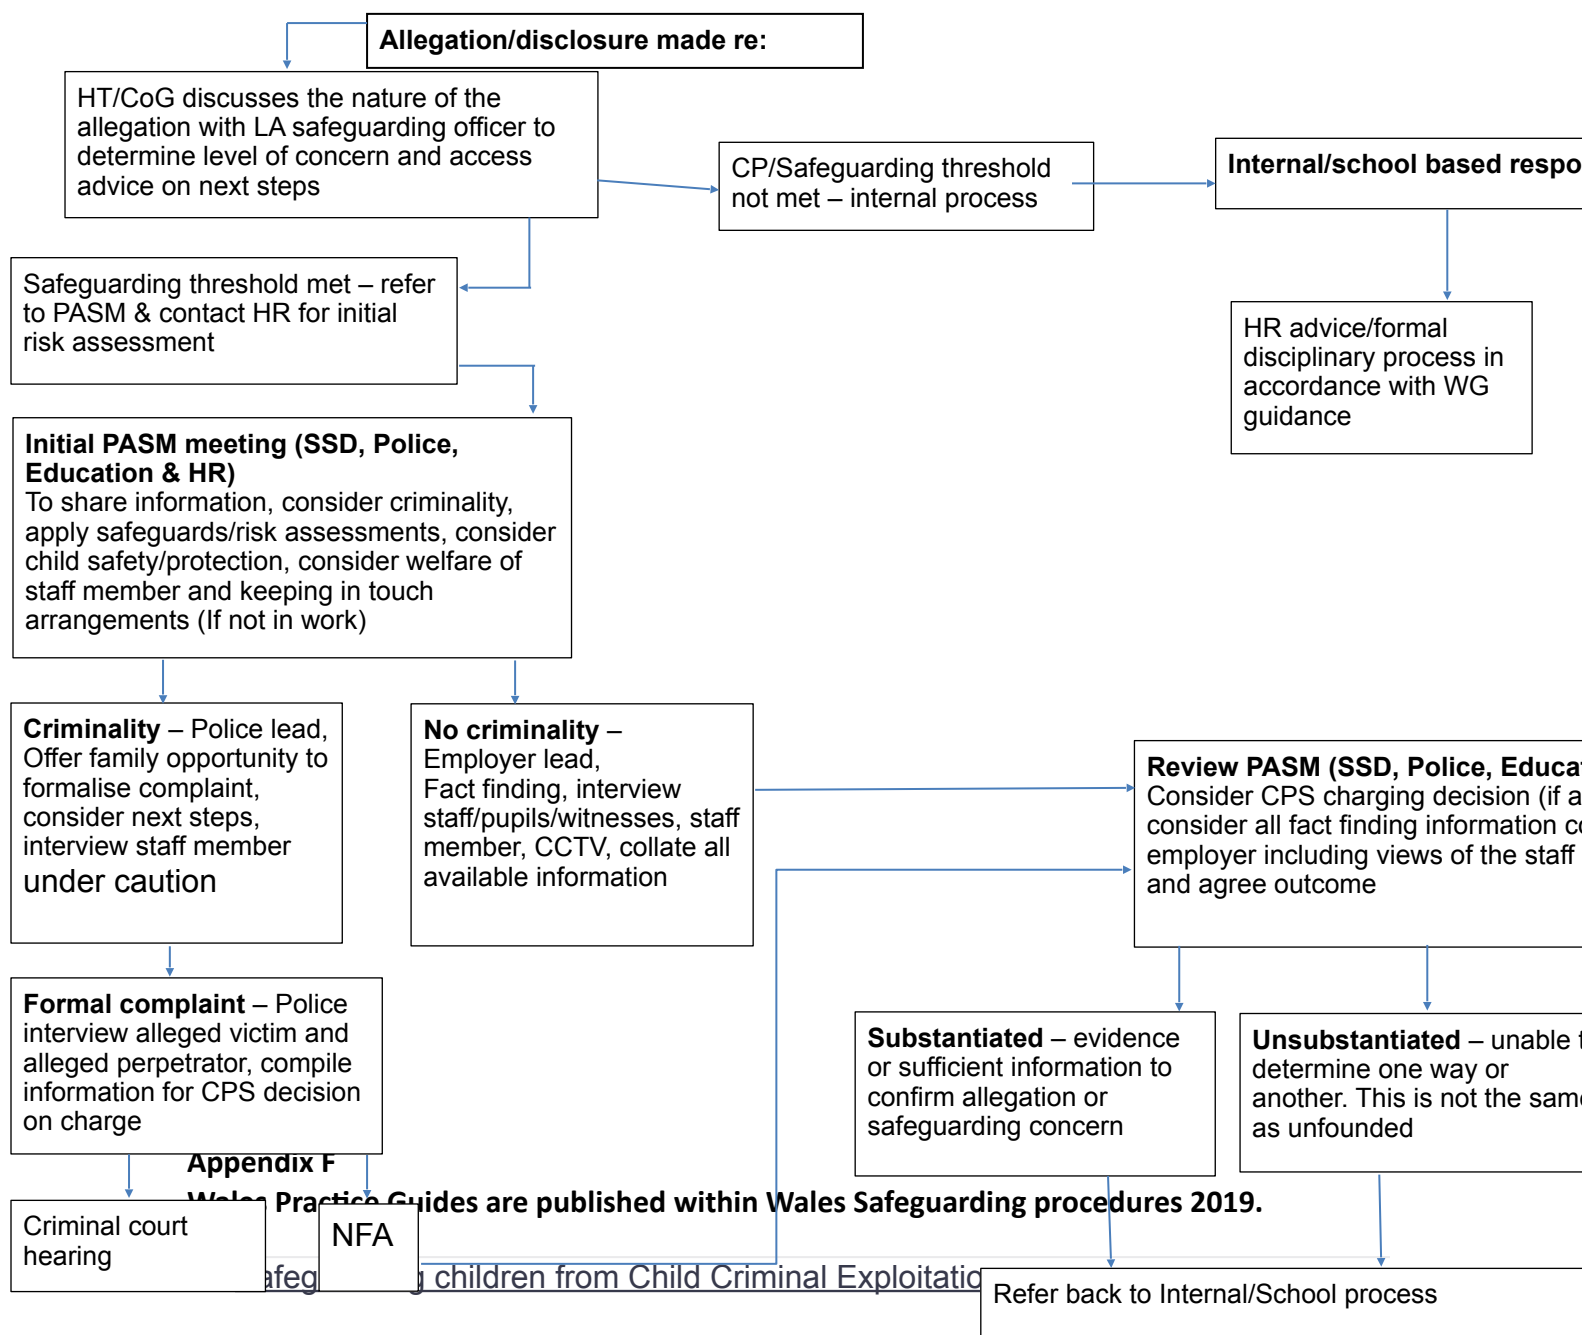 Allegation/disclosure made re:
HT/CoG discusses the nature of the
allegation with LA safeguarding officer to
determine level of concern and access
advice on next steps
CP/Safeguarding threshold
not met – internal process
Internal/school based respo
HR advice/formal
disciplinary process in
accordance with WG
guidance
Safeguarding threshold met – refer
to PASM & contact HR for initial
risk assessment
Initial PASM meeting (SSD, Police,
Education & HR)
To share information, consider criminality,
apply safeguards/risk assessments, consider
child safety/protection, consider welfare of
staff member and keeping in touch
arrangements (If not in work)
Criminality – Police lead,
Offer family opportunity to
formalise complaint,
consider next steps,
interview staff member
under caution
No criminality –
Employer lead,
Fact finding, interview
staff/pupils/witnesses, staff
member, CCTV, collate all
available information
Review PASM (SSD, Police, Educa
Consider CPS charging decision (if a
consider all fact finding information co
employer including views of the staff
and agree outcome
Formal complaint – Police
interview alleged victim and
alleged perpetrator, compile
information for CPS decision
on charge
Substantiated – evidence
or sufficient information to
confirm allegation or
safeguarding concern
Unsubstantiated – unable t
determine one way or
another. This is not the same
as unfounded
Appendix F
Wales Practice Guides are published within Wales Safeguarding procedures 2019.
Criminal court
hearing
NFA
children from Child Criminal Exploitatio
Refer back to Internal/School process